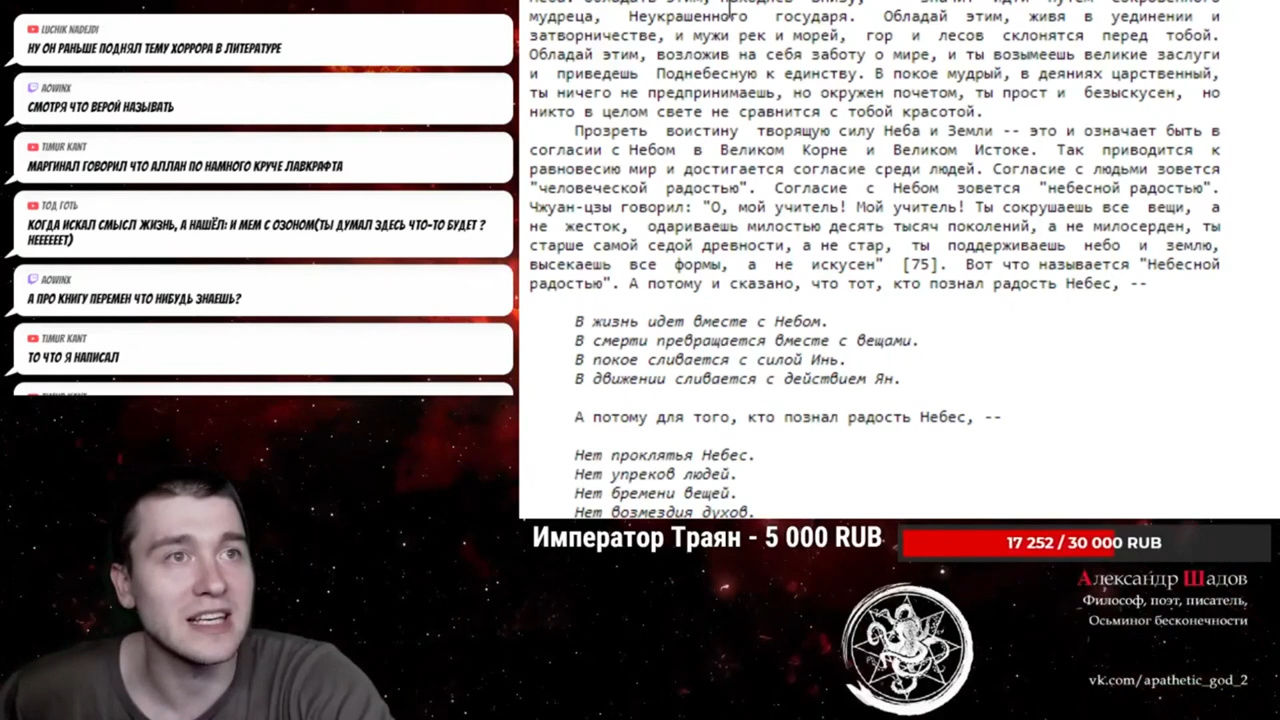 LUCHIK NADEJDI
НУ ОН РАНЬШЕ ПОДНЯЛ ТЕМУ ХОРРОРА В ЛИТЕРАТУРЕ
AOWINX
СМОТРЯ ЧТО ВЕРОЙ НАЗЫВАТЬ
TIMUR KANT
МАРГИНАЛ ГОВОРИЛ ЧТО АЛЛАН ПО НАМНОГО КРУЧЕ ЛАВКРАФТА
ТОД ГОТЬ
КОГДА ИСКАЛ СМЫСЛ ЖИЗНЬ, А НАШЁЛ: И МЕМ С ОЗОНОМ(ТЫ ДУМАЛ ЗДЕСЬ ЧТО-ТО БУДЕТ ?
НЕЕЕЕЕТ)
AOWINX
А ПРО КНИГУ ПЕРЕМЕН ЧТО НИБУДЬ ЗНАЕШЬ?
TIMUR KANT
ТО ЧТО Я НАПИСАЛ
мудреца, Неукрашенного государя. Обладай этим, живя в уединении и
затворничестве, и мужи рек и морей, гор и лесов склонятся перед тобой.
Обладай этим, возложив на себя заботу о мире, и ты возымеешь великие заслуги
и приведешь Поднебесную к единству. В покое мудрый, в деяниях царственный,
ты ничего не предпринимаешь, но окружен почетом, ты прост и безыскусен, но
никто в целом свете не сравнится с тобой красотой.
Прозреть воистину творящую силу Неба и Земли -- это и означает быть в
согласии с Небом в Великом Корне и Великом Истоке. Так приводится к
равновесию мир и достигается согласие среди людей. Согласие с людьми зовется
"человеческой радостью". Согласие с Небом зовется "небесной радостью".
Чжуан-цзы говорил: "О, мой учитель! Мой учитель! Ты сокрушаешь все вещи, а
не жесток, одариваешь милостью десять тысяч поколений, а не милосерден, ты
старше самой седой древности, а не стар, ты поддерживаешь небо и землю,
высекаешь все формы, а не искусен" [75]. Вот что называется "Небесной
радостью". А потому и сказано, что тот, кто познал радость Небес, --
В жизнь идет вместе с Небом.
В смерти превращается вместе с вещами.
В покое сливается с силой Инь.
В движении сливается с действием Ян.
А потому для того, кто познал радость Небес, --
Нет проклятья Небес.
Нет упреков людей.
Нет бремени вещей.
Нет возмездия духов.
Император Траян - 5 000 RUB
17 252 / 30 000 RUB
Александр Шадов
Философ, поэт, писатель,
Осьминог бесконечности
vk.com/apathetic_god_2